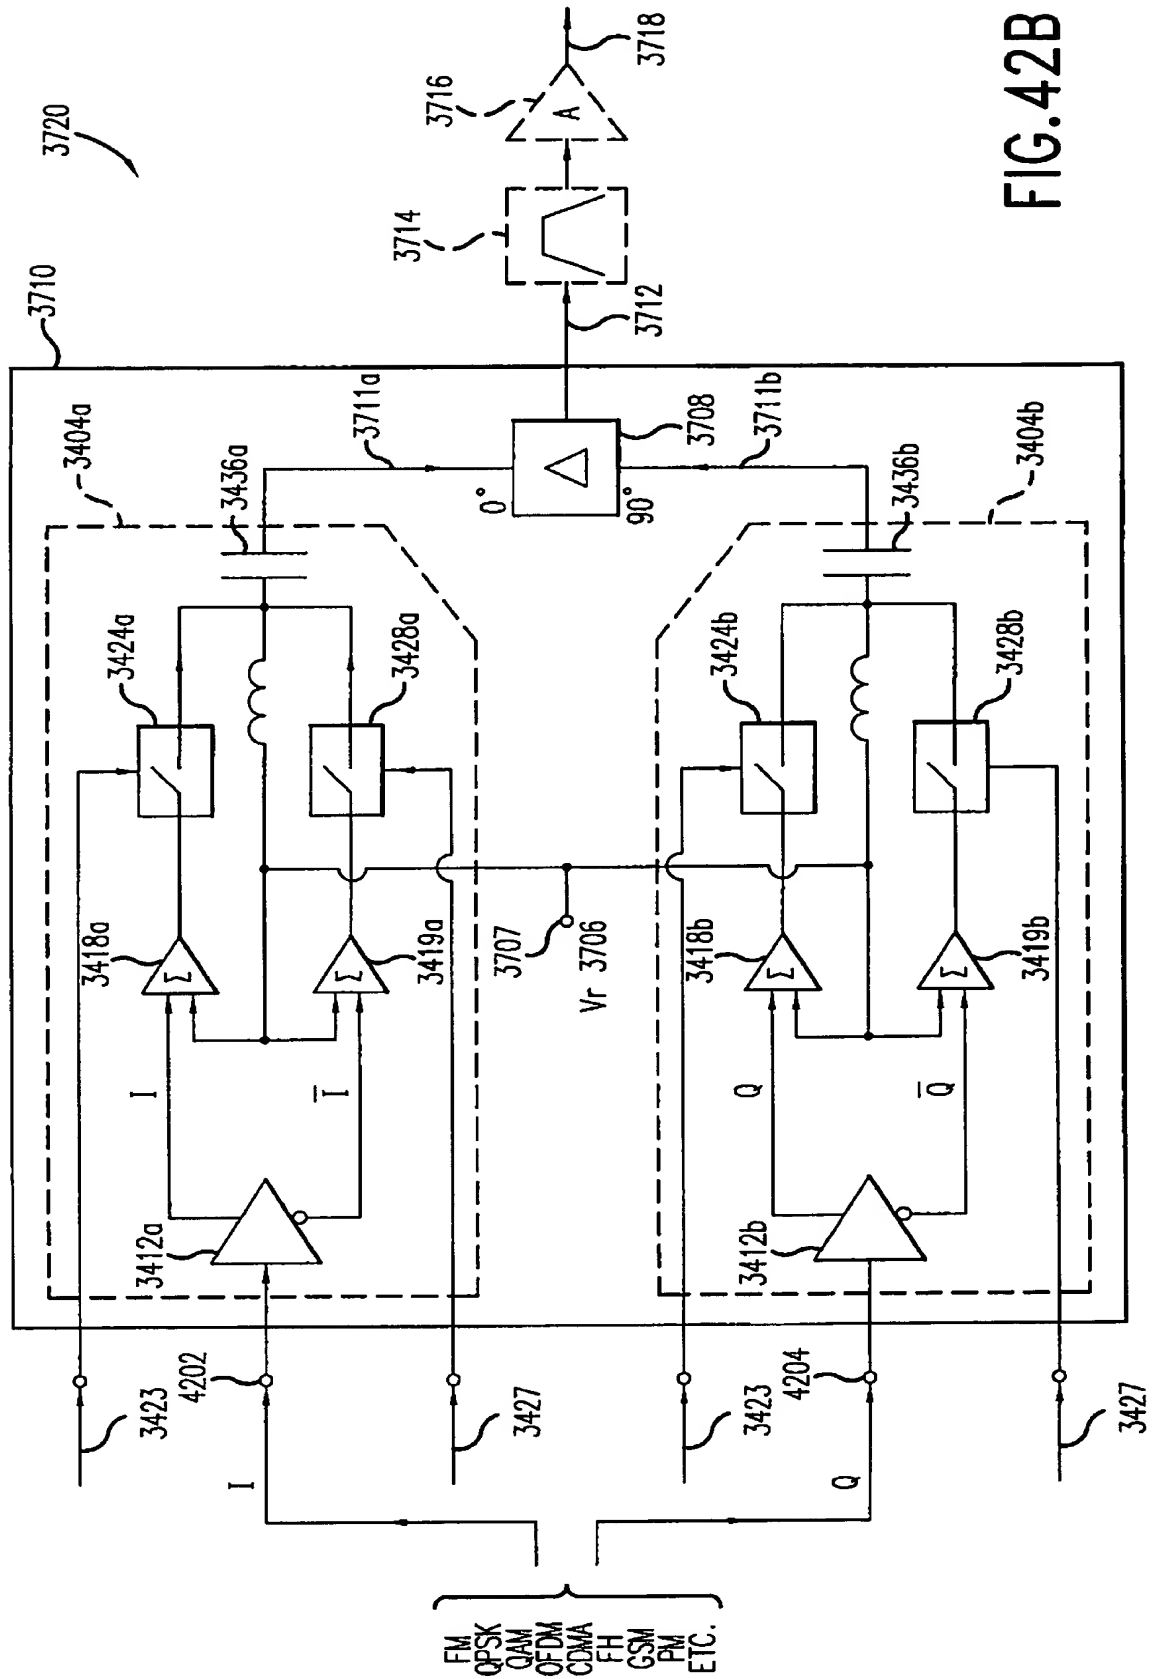 3720
3710
3404a
3423
3424a
3436a
3418a
I
3412a
I̅
3711a
4202
I
3428a
3419a
3427
0°
3716
A
3714
3718
3712
3708
90°
3707
Vr 3706
FM
QPSK
QAM
OFDM
CDMA
FH
GSM
PM
ETC.
3711b
3423
3424b
3436b
3418b
Σ
Σ
Σ
Σ
Q
3412b
Q̅
4204
Q
3428b
3419b
3404b
3427
FIG.42B